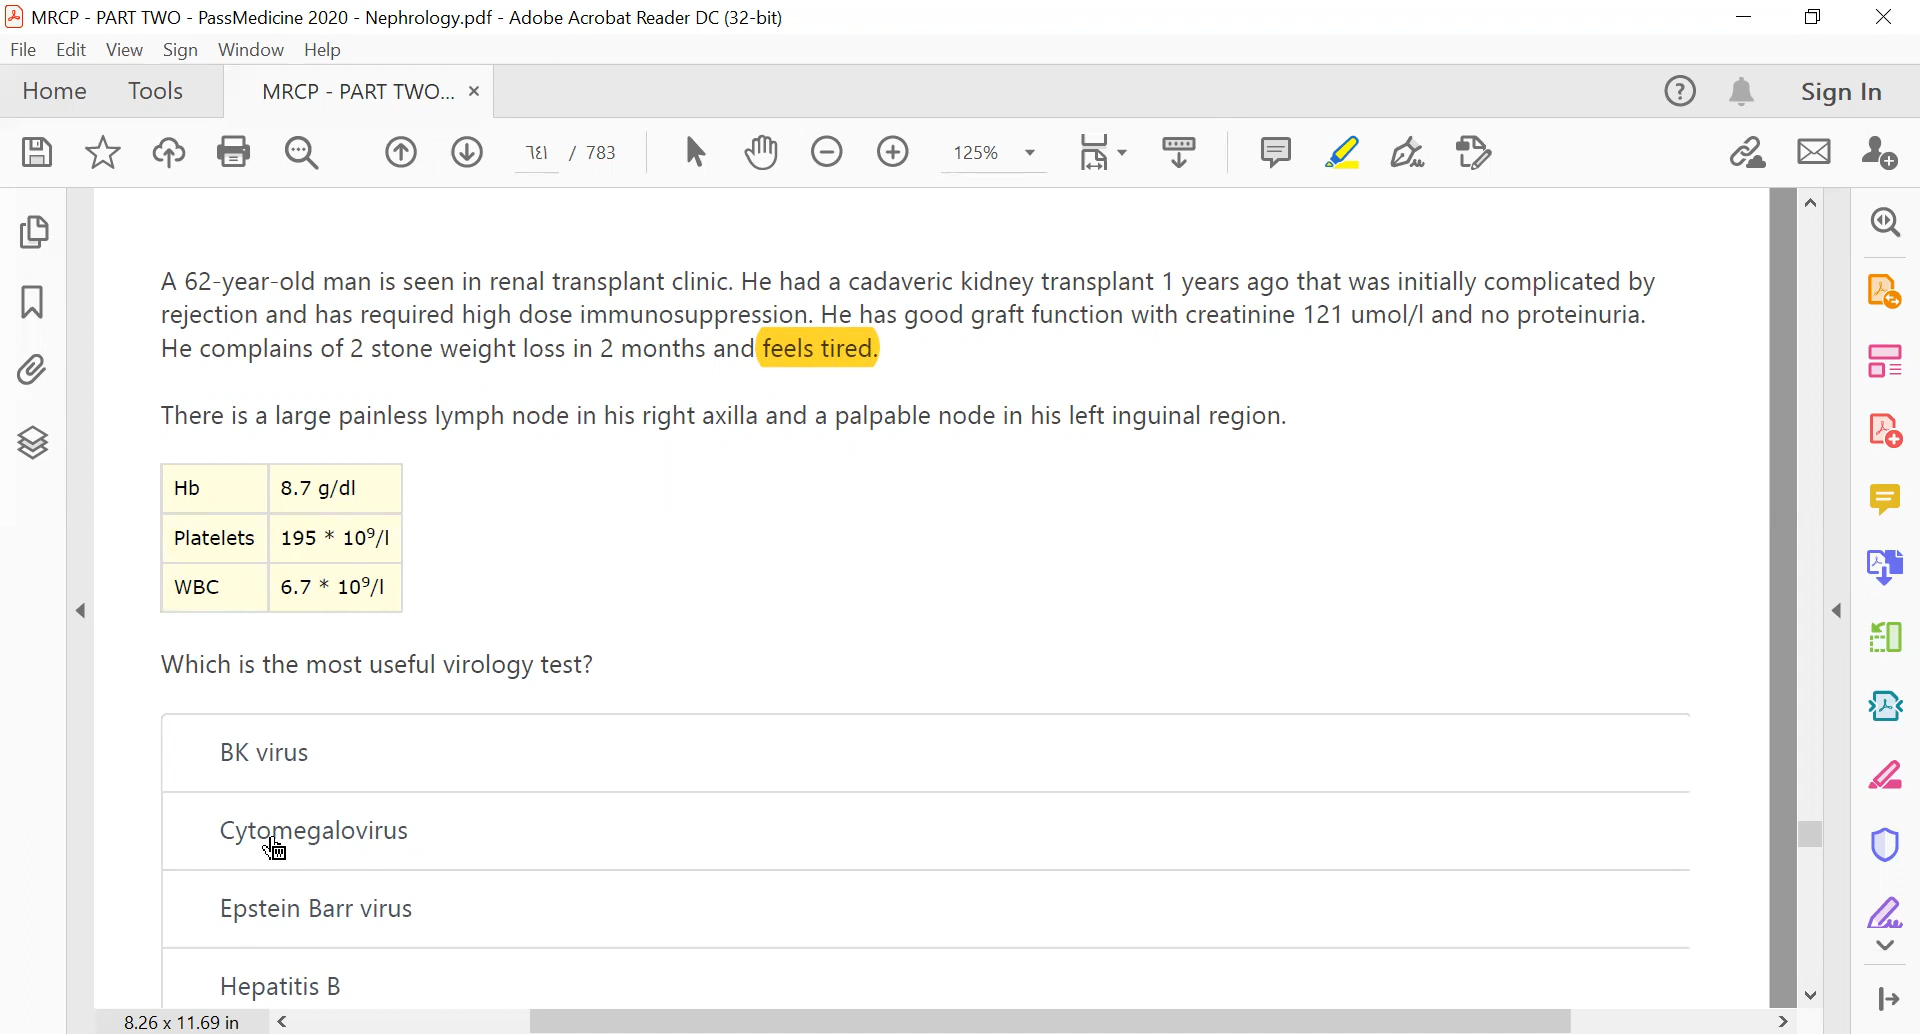 MRCP - PART TWO - PassMedicine 2020 - Nephrology.pdf - Adobe Acrobat Reader DC (32-bit)
File Edit View Sign Window Help
Home Tools MRCP - PART TWO... × Sign In
٦٤١ / 783 125%
A 62-year-old man is seen in renal transplant clinic. He had a cadaveric kidney transplant 1 years ago that was initially complicated by
rejection and has required high dose immunosuppression. He has good graft function with creatinine 121 umol/l and no proteinuria.
He complains of 2 stone weight loss in 2 months and feels tired.
There is a large painless lymph node in his right axilla and a palpable node in his left inguinal region.
Hb 8.7 g/dl
Platelets 195 * 10⁹/l
WBC 6.7 * 10⁹/l
Which is the most useful virology test?
BK virus
Cytomegalovirus
Epstein Barr virus
Hepatitis B
8.26 x 11.69 in